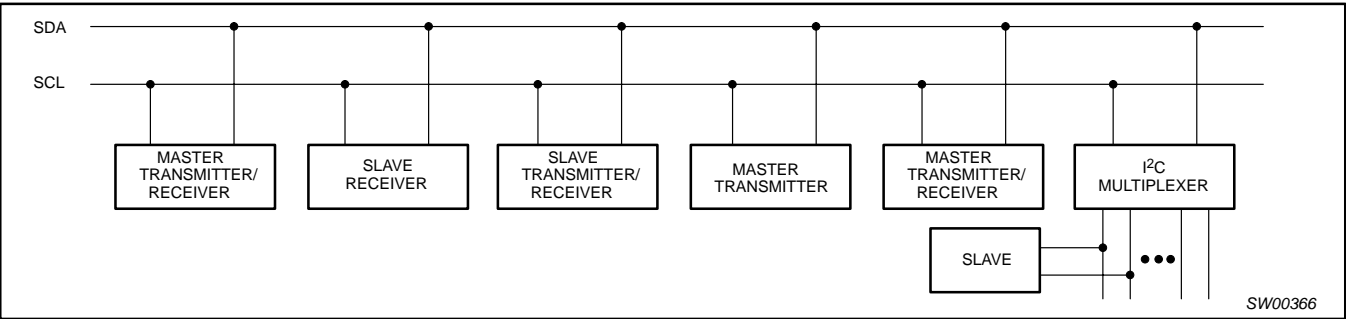 SDA
SCL
MASTER
TRANSMITTER/
RECEIVER
SLAVE
RECEIVER
SLAVE
TRANSMITTER/
RECEIVER
MASTER
TRANSMITTER
MASTER
TRANSMITTER/
RECEIVER
I²C
MULTIPLEXER
SLAVE
SW00366